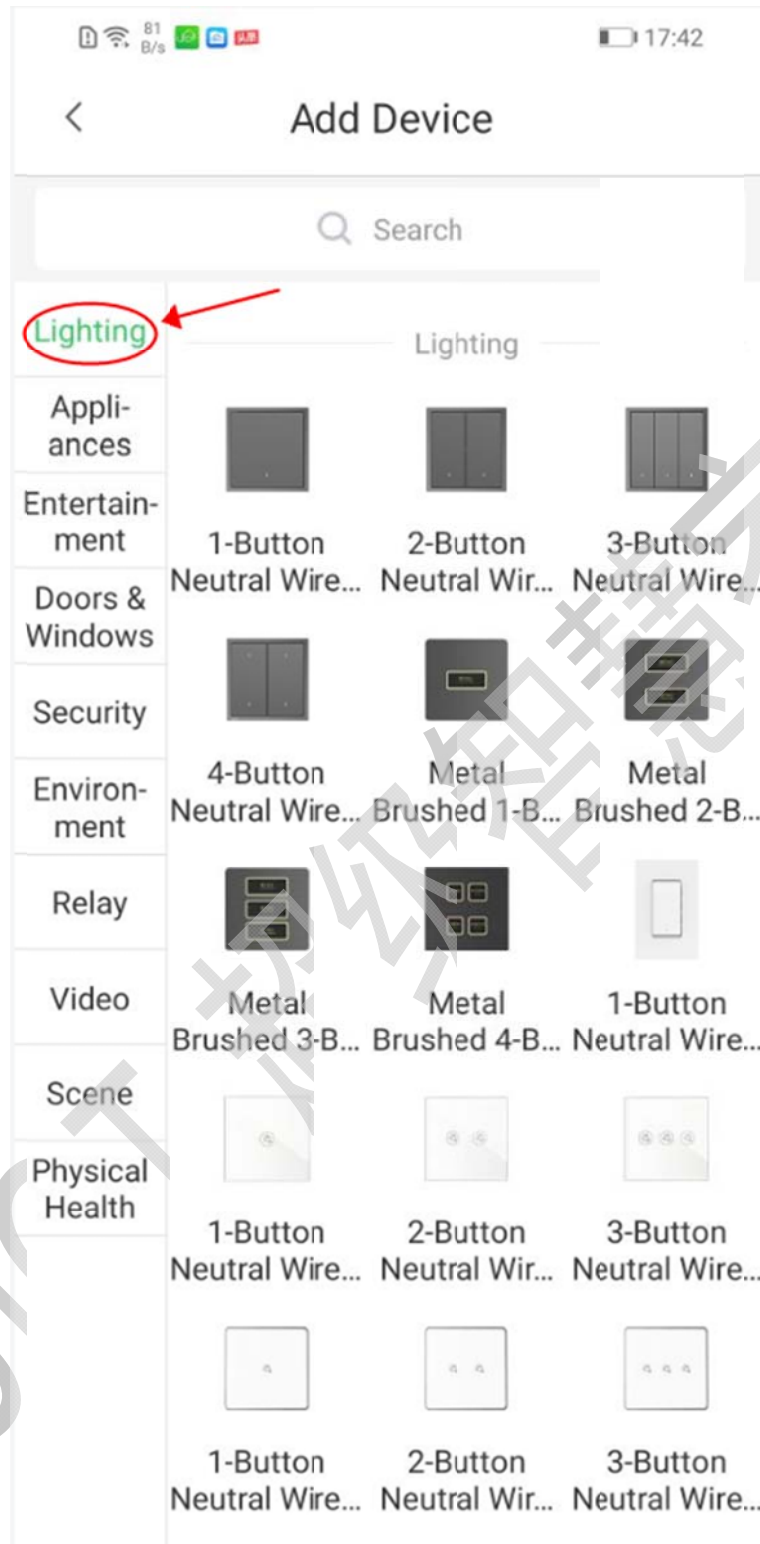 81
B/s
17:42
Add Device
Search
Lighting
Lighting
Appli-
ances
Entertain-
ment
Doors &
Windows
Security
Environ-
ment
Relay
Video
Scene
Physical
Health
1-Button
Neutral Wire...
2-Button
Neutral Wir...
3-Button
Neutral Wire...
4-Button
Neutral Wire...
Metal
Brushed 1-B...
Metal
Brushed 2-B...
Metal
Brushed 3-B...
Metal
Brushed 4-B...
1-Button
Neutral Wire...
1-Button
Neutral Wire...
2-Button
Neutral Wir...
3-Button
Neutral Wire...
1-Button
Neutral Wire...
2-Button
Neutral Wir...
3-Button
Neutral Wire...